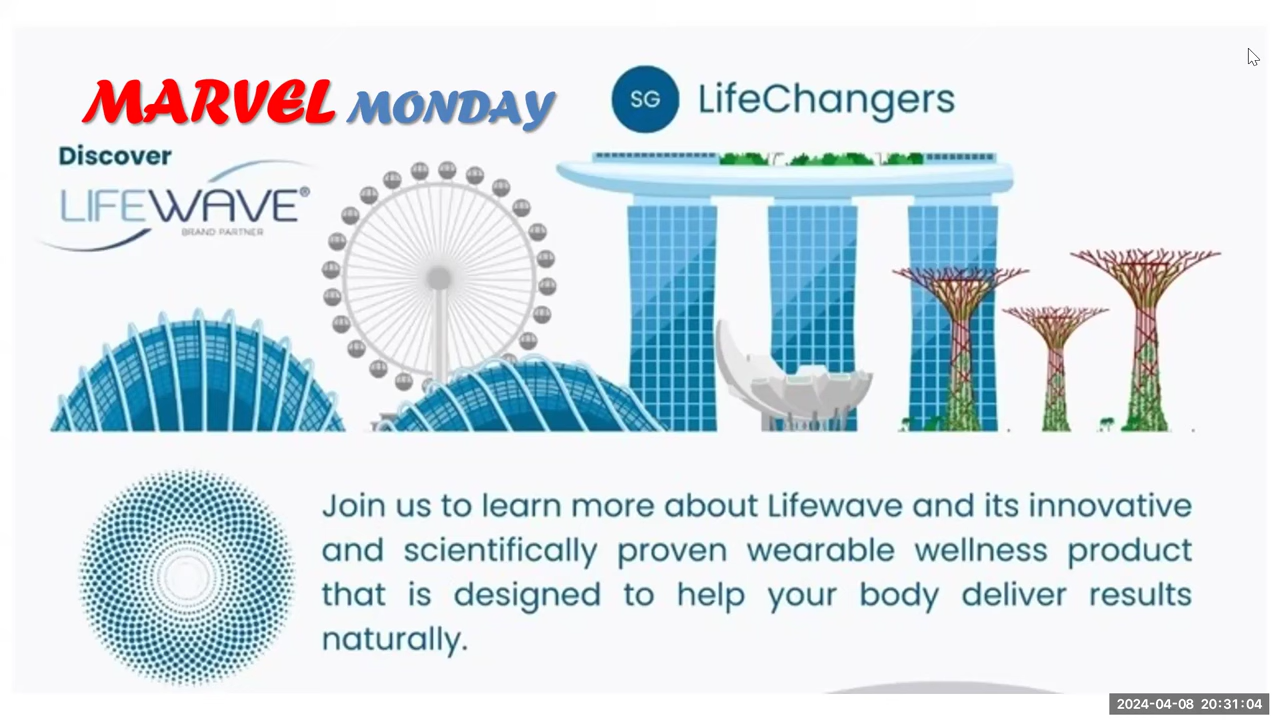 MARVEL MONDAY
SG LifeChangers
Discover
LIFEWAVE®
BRAND PARTNER
Join us to learn more about Lifewave and its innovative
and scientifically proven wearable wellness product
that is designed to help your body deliver results
naturally.
2024-04-08 20:31:04